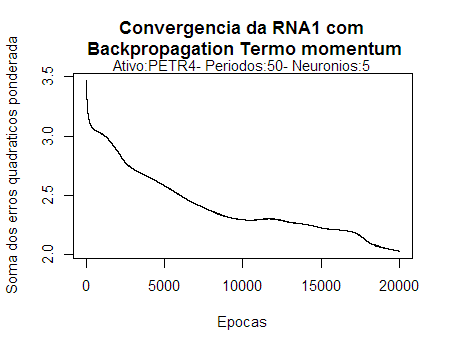 Convergencia da RNA1 com
Backpropagation Termo momentum
Ativo:PETR4- Periodos:50- Neuronios:5
Soma dos erros quadraticos ponderada
3.5
3.0
2.5
2.0
0 5000 10000 15000 20000
Epocas